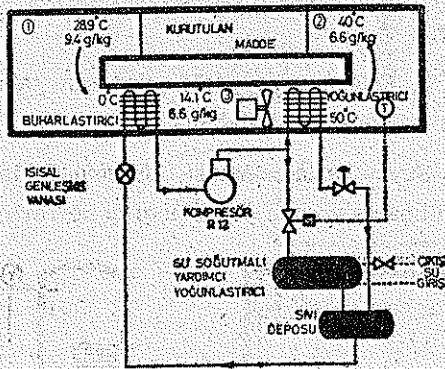 ① 28.9°C
9.4 g/kg
KURUTULAN
MADDE
② 40°C
6.6 g/kg
0°C
14.1°C ③
6.6 g/kg
YOĞUNLAŞTIRICI
T
BUHARLAŞTIRICI
50°C
ISISAL
GENLEŞME
VANASI
KOMPRESÖR
R 12
SU SOĞUTMALI
YARDIMCI
YOĞUNLAŞTIRICI
ÇIKIŞ
SU
GİRİŞ
SIVI
DEPOSU